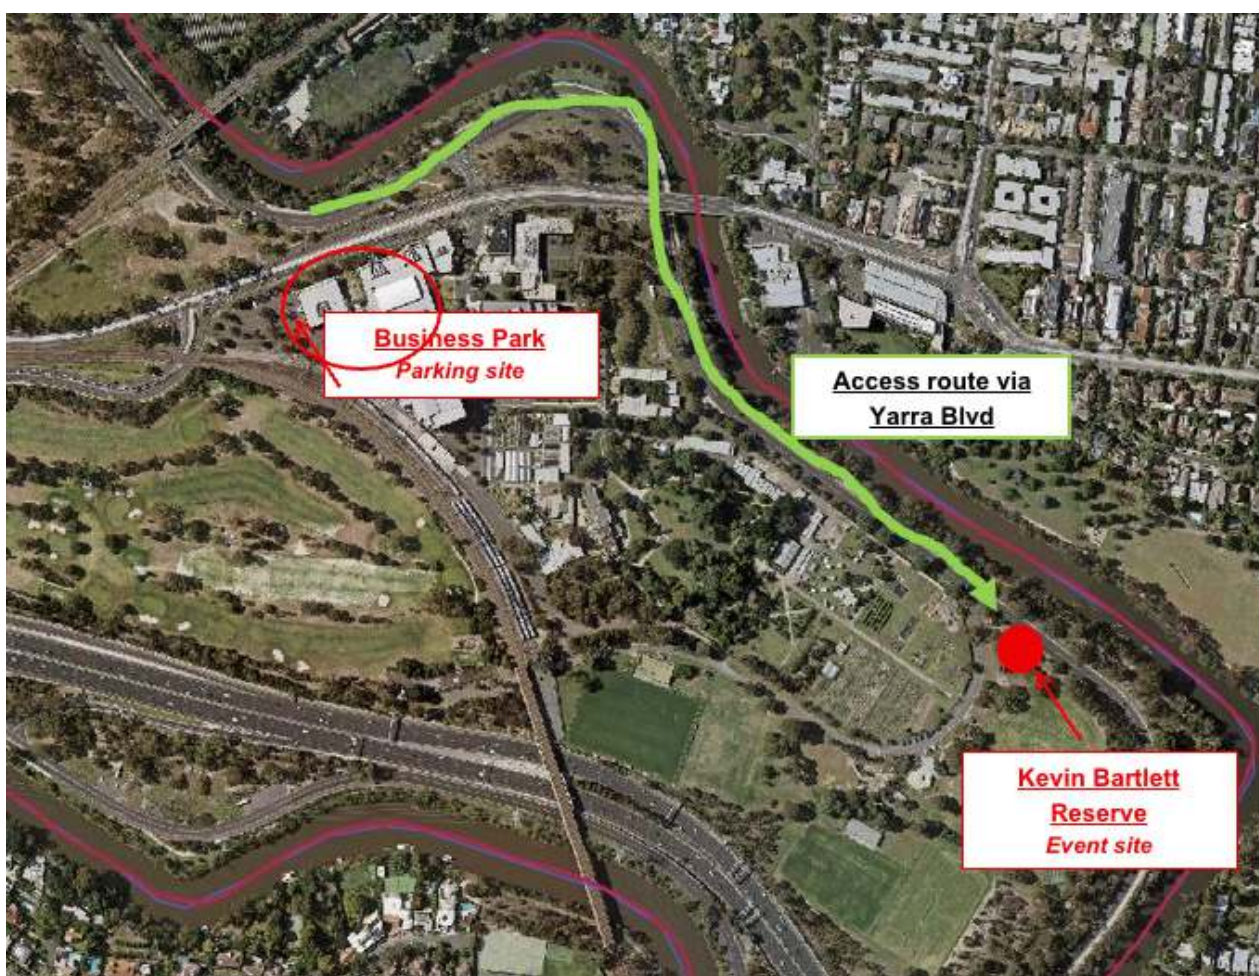 Business Park
Parking site
Access route via
Yarra Blvd
Kevin Bartlett
Reserve
Event site